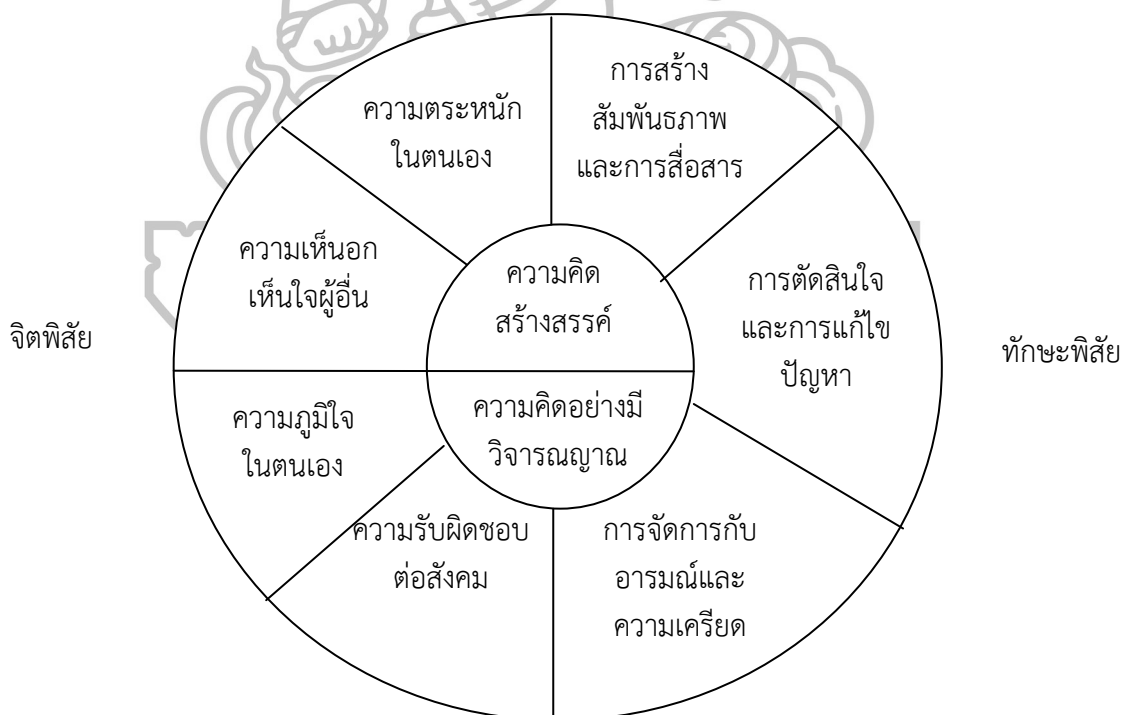 การสร้าง
สัมพันธภาพ
และการสื่อสาร
ความตระหนัก
ในตนเอง
ความเห็นอก
เห็นใจผู้อื่น
ความคิด
สร้างสรรค์
การตัดสินใจ
และการแก้ไข
ปัญหา
จิตพิสัย
ทักษะพิสัย
ความภูมิใจ
ในตนเอง
ความคิดอย่างมี
วิจารณญาณ
ความรับผิดชอบ
ต่อสังคม
การจัดการกับ
อารมณ์และ
ความเครียด